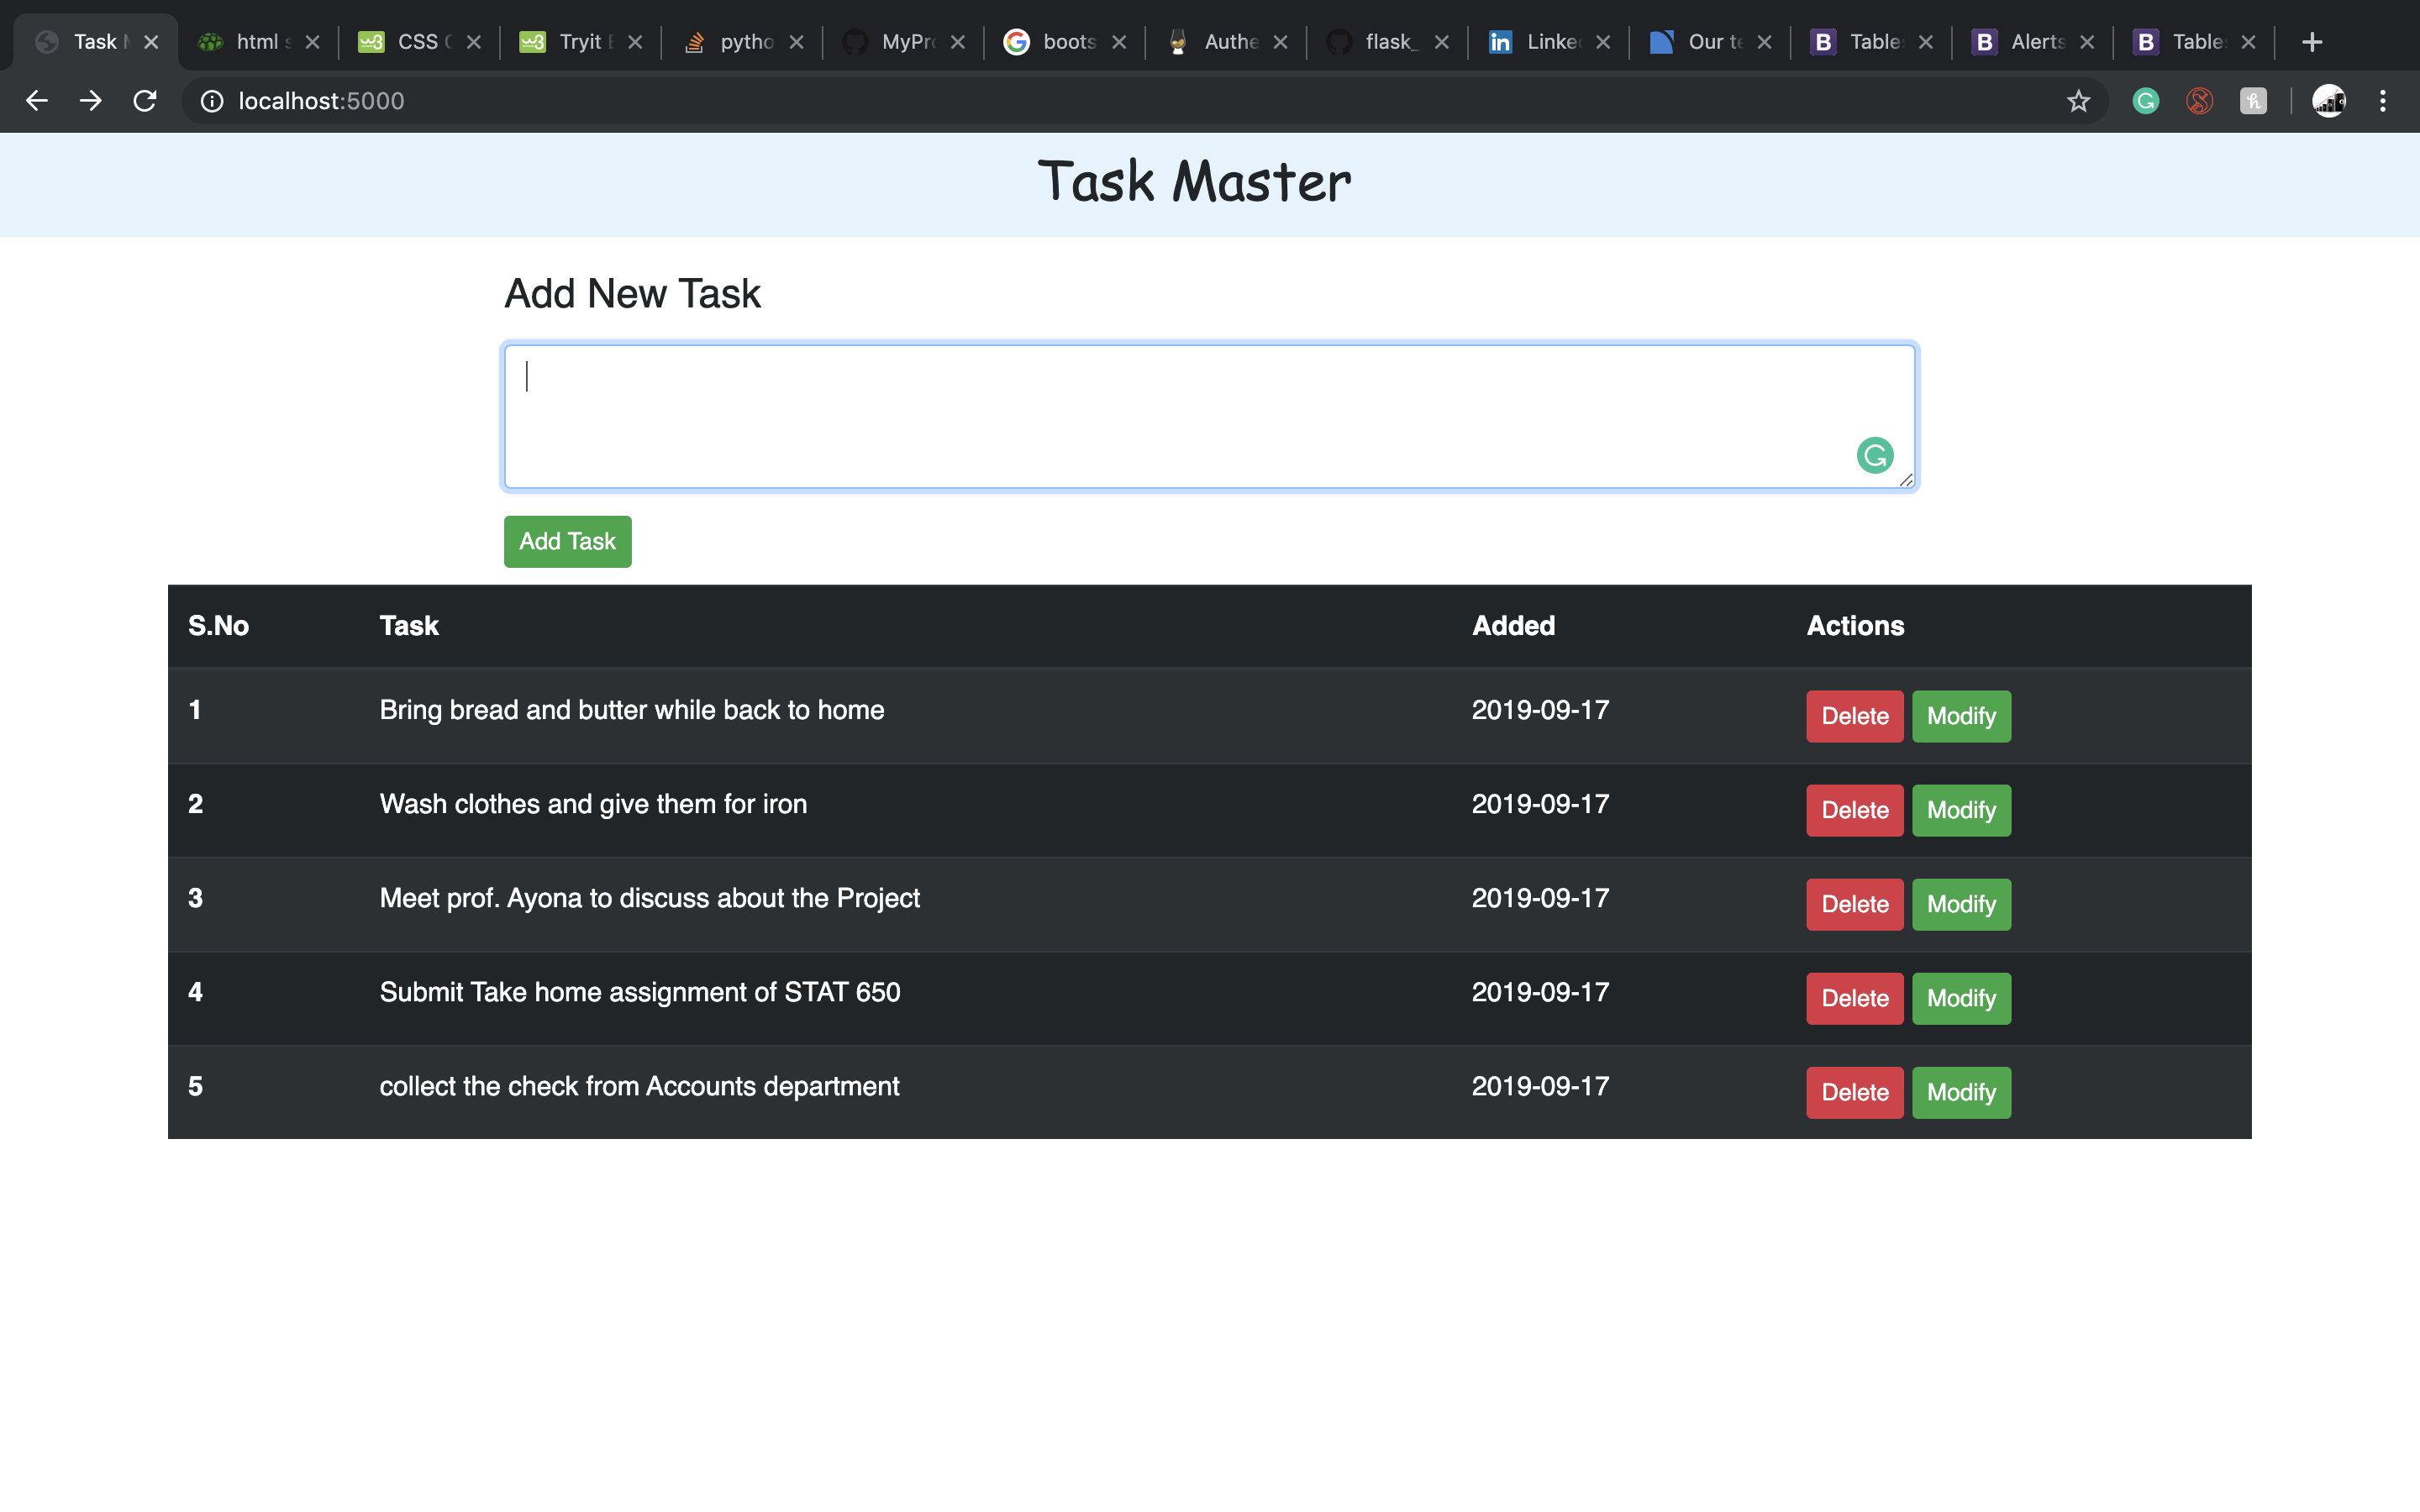 Task
html
CSS
Tryit
pytho
MyPr
boots
Authe
flask_
Linke
Our te
Table
Alerts
Table
localhost:5000
Task Master
Add New Task
Add Task
S.No Task Added Actions
1 Bring bread and butter while back to home 2019-09-17 Delete Modify
2 Wash clothes and give them for iron 2019-09-17 Delete Modify
3 Meet prof. Ayona to discuss about the Project 2019-09-17 Delete Modify
4 Submit Take home assignment of STAT 650 2019-09-17 Delete Modify
5 collect the check from Accounts department 2019-09-17 Delete Modify